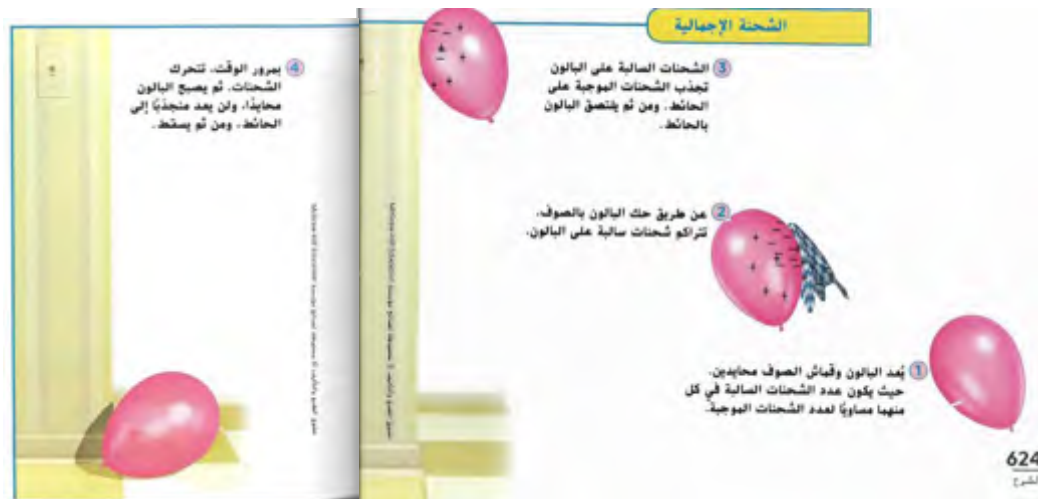 الشحنة الإجمالية
1 يُعد البالون وقماش الصوف محايدين،
حيث يكون عدد الشحنات السالبة في كل
منهما مساويًا لعدد الشحنات الموجبة.
2 عن طريق حك البالون بالصوف،
تتراكم شحنات سالبة على البالون.
3 الشحنات السالبة على البالون
تجذب الشحنات الموجبة على
الحائط. ومن ثم يلتصق البالون
بالحائط.
4 بمرور الوقت، تتحرك
الشحنات. ثم يصبح البالون
محايدًا، ولن يعد منجذبًا إلى
الحائط. ومن ثم يسقط.
624
الشرح